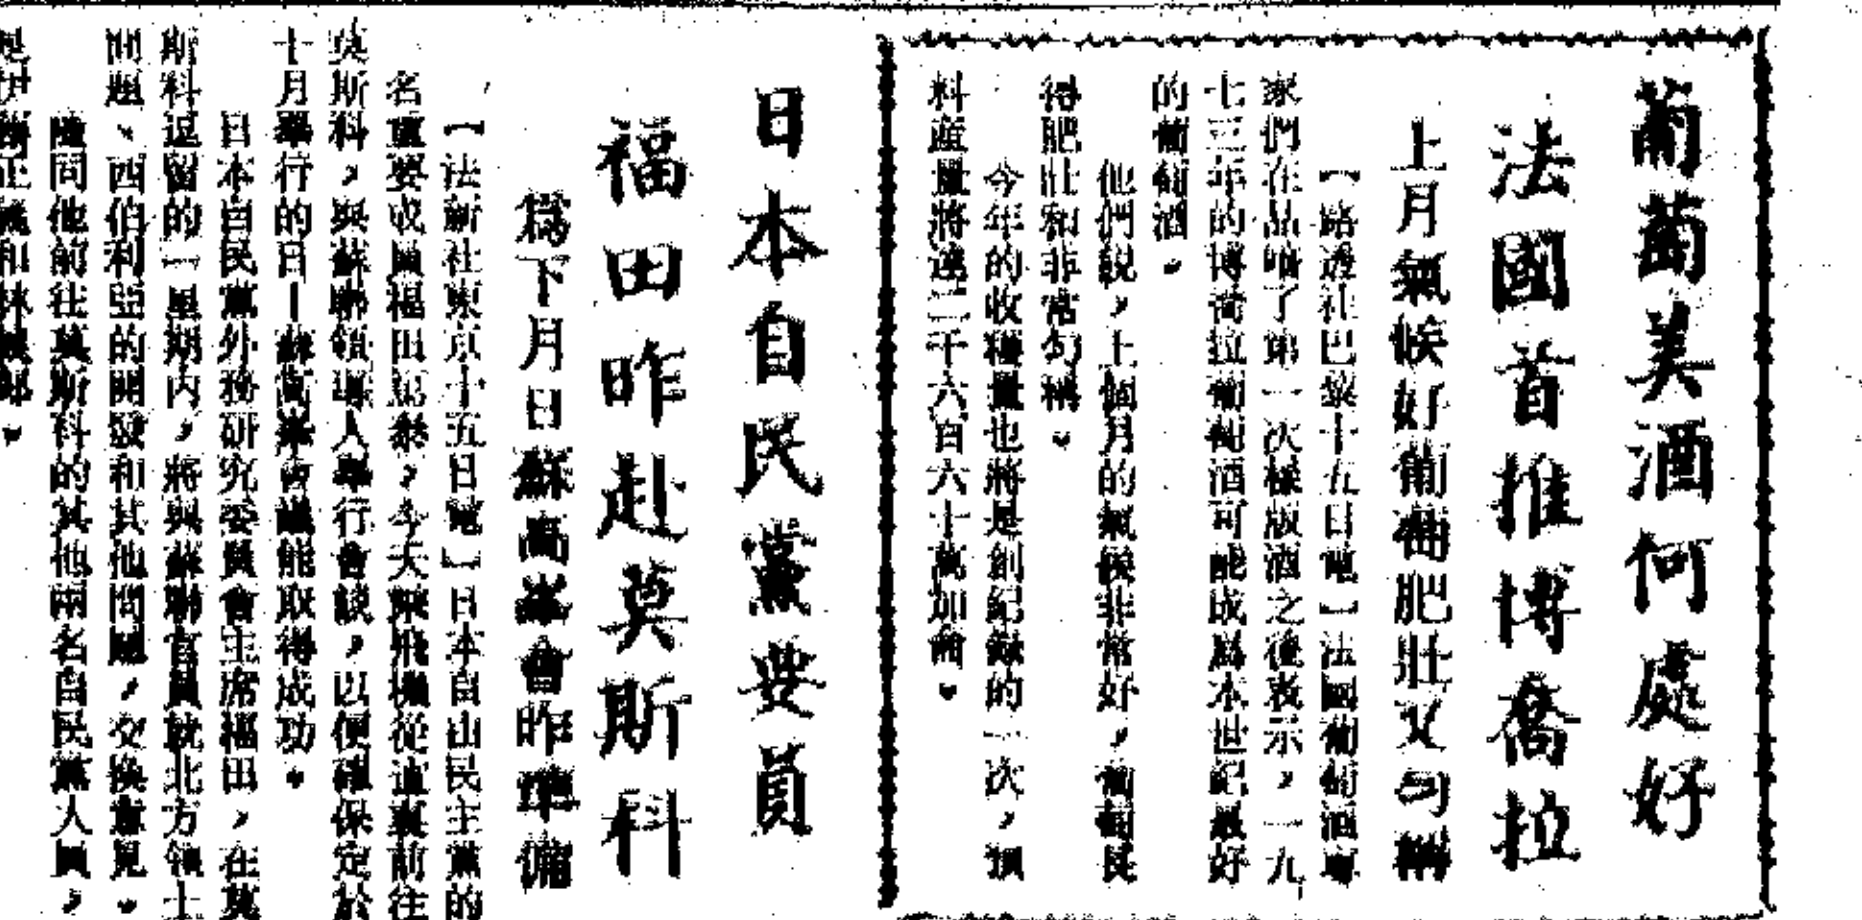 葡萄美酒何處好
法國首推博喬拉
上月氣候好葡萄肥壯又勻稱
【路透社巴黎十五日電】法國葡萄酒專
家們在品嚐了第一次樣版酒之後表示，一九
七三年的博喬拉葡萄酒可能成爲本世紀最好
的葡萄酒。
他們說，上個月的氣候非常好，葡萄長
得肥壯和非常勻稱。
今年的收穫量也將是創紀錄的一次，預
料產量將達二千六百六十萬加侖。
日本自民黨要員
福田昨赴莫斯科
爲下月日蘇高峯會昨準備
【法新社東京十五日電】日本自由民主黨的
名重要成員福田篤泰，今天乘飛機從這裏前往
莫斯科，與蘇聯領導人舉行會談，以便確保定於
十月舉行的日－蘇高峯會議能取得成功。
日本自民黨外務研究委員會主席福田，在莫
斯科逗留的一星期內，將與蘇聯官員就北方領土
問題、西伯利亞的開發和其他問題，交換意見。
隨同他前往莫斯科的其他兩名自民黨人員，
是伊 正義和林義郎。